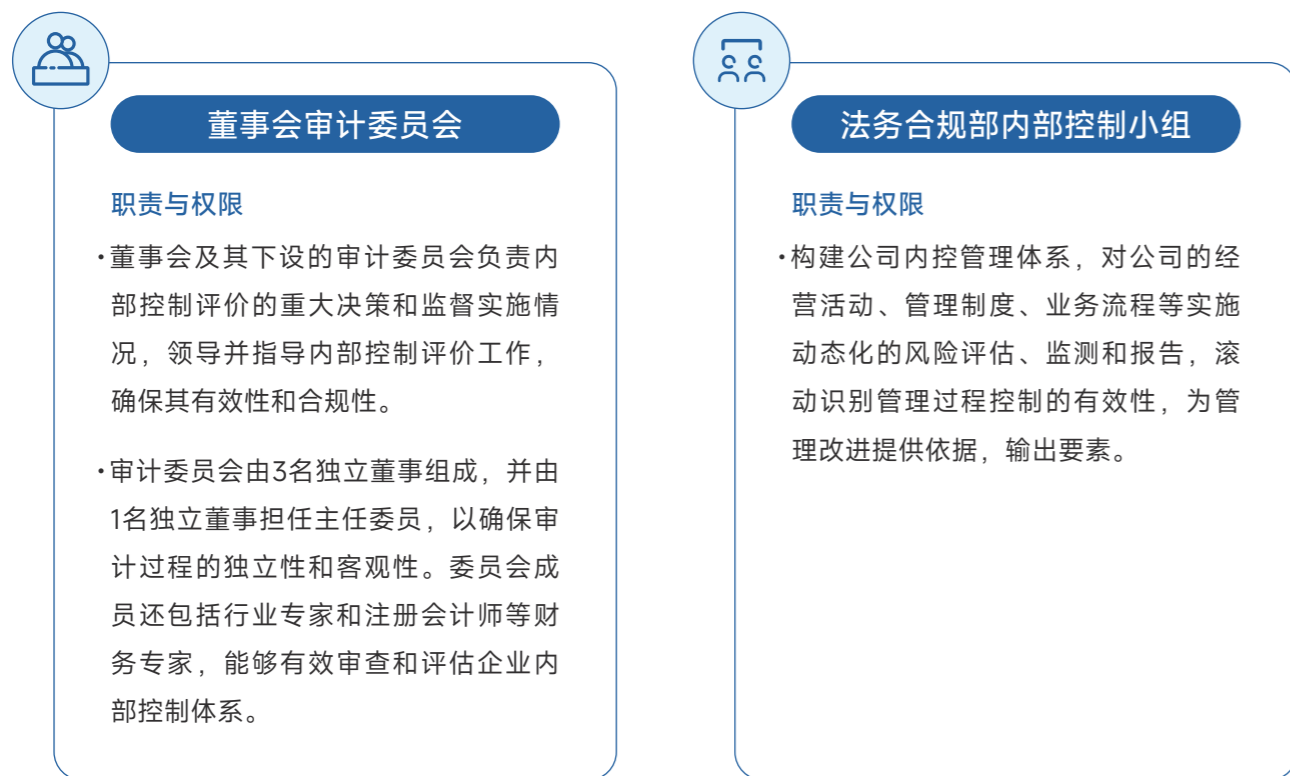 董事会审计委员会
职责与权限
·董事会及其下设的审计委员会负责内
部控制评价的重大决策和监督实施情
况，领导并指导内部控制评价工作，
确保其有效性和合规性。
·审计委员会由3名独立董事组成，并由
1名独立董事担任主任委员，以确保审
计过程的独立性和客观性。委员会成
员还包括行业专家和注册会计师等财
务专家，能够有效审查和评估企业内
部控制体系。
法务合规部内部控制小组
职责与权限
·构建公司内控管理体系，对公司的经
营活动、管理制度、业务流程等实施
动态化的风险评估、监测和报告，滚
动识别管理过程控制的有效性，为管
理改进提供依据，输出要素。